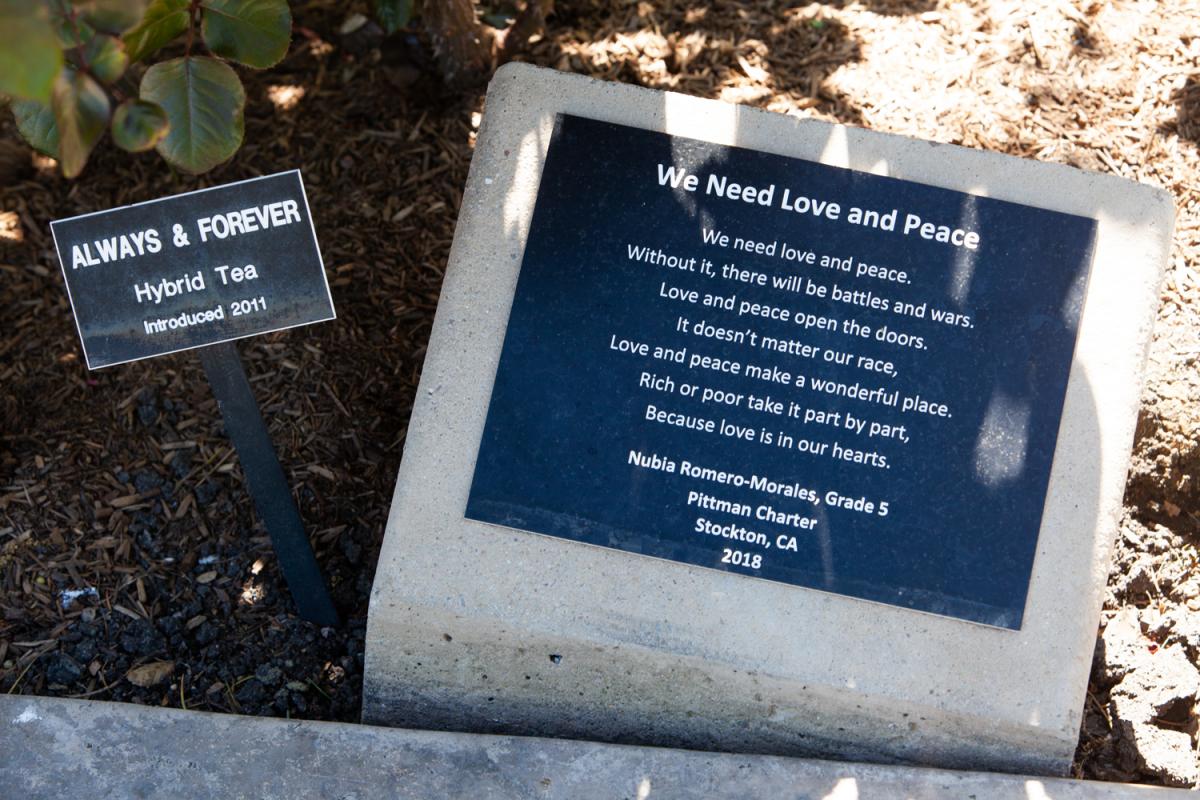 ALWAYS & FOREVER
Hybrid Tea
Introduced 2011
We Need Love and Peace
We need love and peace.
Without it, there will be battles and wars.
Love and peace open the doors.
It doesn’t matter our race,
Love and peace make a wonderful place.
Rich or poor take it part by part,
Because love is in our hearts.
Nubia Romero-Morales, Grade 5
Pittman Charter
Stockton, CA
2018